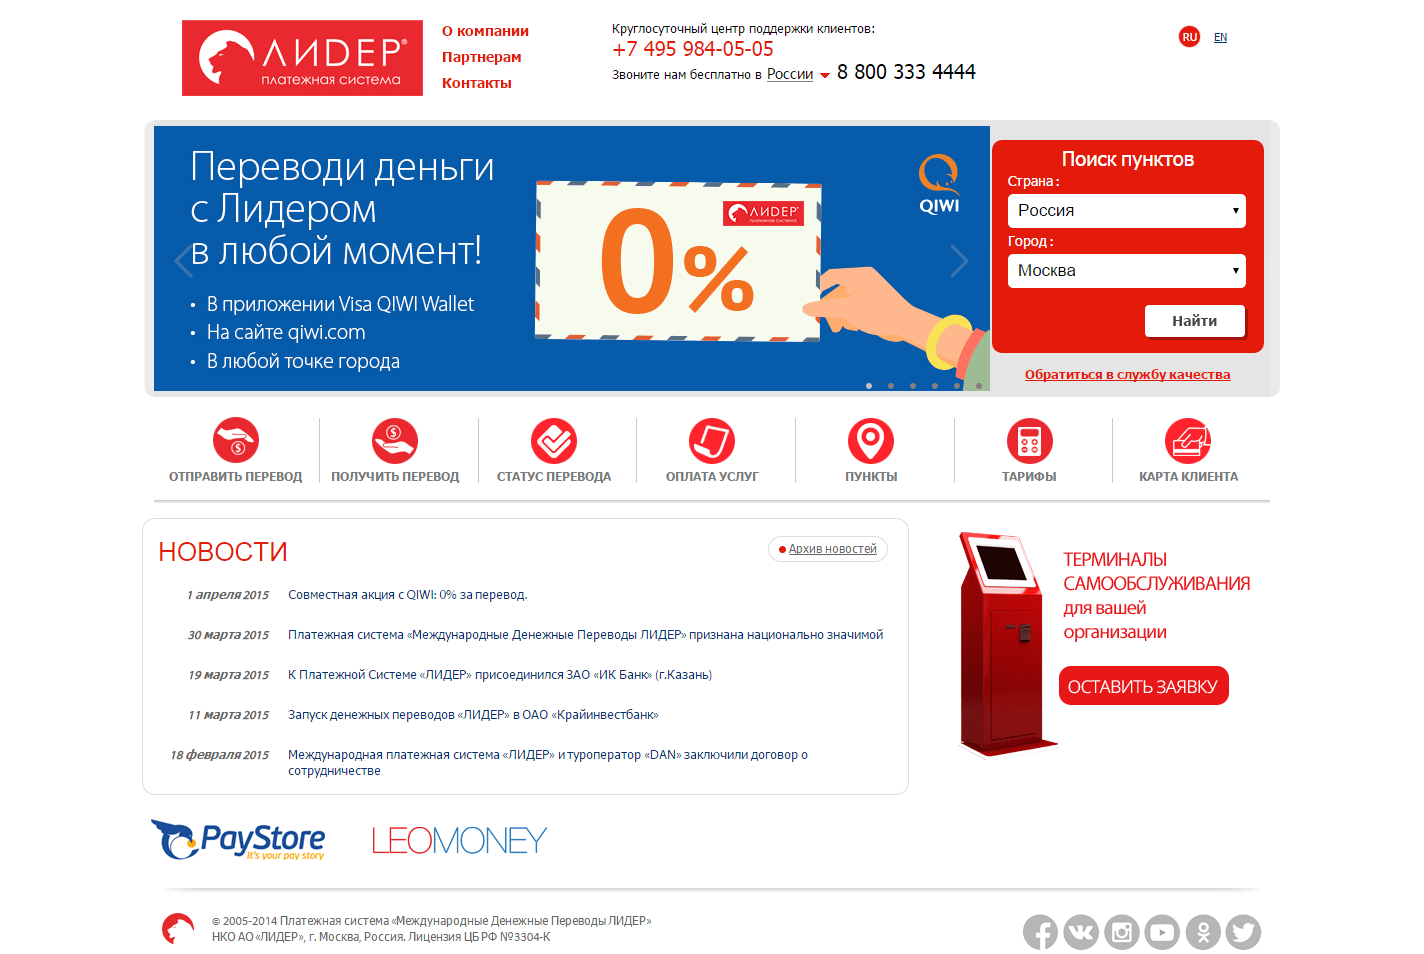 ЛИДЕР®
ПЛАТЕЖНАЯ СИСТЕМА
О компании
Партнерам
Контакты
Круглосуточный центр поддержки клиентов:
+7 495 984-05-05
Звоните нам бесплатно в России 8 800 333 4444
RU EN
Переводи деньги
с Лидером
в любой момент!
• В приложении Visa QIWI Wallet
• На сайте qiwi.com
• В любой точке города
ЛИДЕР
ПЛАТЕЖНАЯ СИСТЕМА
0%
QIWI
Поиск пунктов
Страна :
Россия
Город :
Москва
Найти
Обратиться в службу качества
ОТПРАВИТЬ ПЕРЕВОД
ПОЛУЧИТЬ ПЕРЕВОД
СТАТУС ПЕРЕВОДА
ОПЛАТА УСЛУГ
ПУНКТЫ
ТАРИФЫ
КАРТА КЛИЕНТА
НОВОСТИ
Архив новостей
1 апреля 2015 Совместная акция с QIWI: 0% за перевод.
30 марта 2015 Платежная система «Международные Денежные Переводы ЛИДЕР» признана национально значимой
19 марта 2015 К Платежной Системе «ЛИДЕР» присоединился ЗАО «ИК Банк» (г.Казань)
11 марта 2015 Запуск денежных переводов «ЛИДЕР» в ОАО «Крайинвестбанк»
18 февраля 2015 Международная платежная система «ЛИДЕР» и туроператор «DAN» заключили договор о
сотрудничестве
ТЕРМИНАЛЫ
САМООБСЛУЖИВАНИЯ
для вашей
организации
ОСТАВИТЬ ЗАЯВКУ
PayStore
It's your pay story
LEOMONEY
© 2005-2014 Платежная система «Международные Денежные Переводы ЛИДЕР»
НКО АО «ЛИДЕР», г. Москва, Россия. Лицензия ЦБ РФ №3304-К